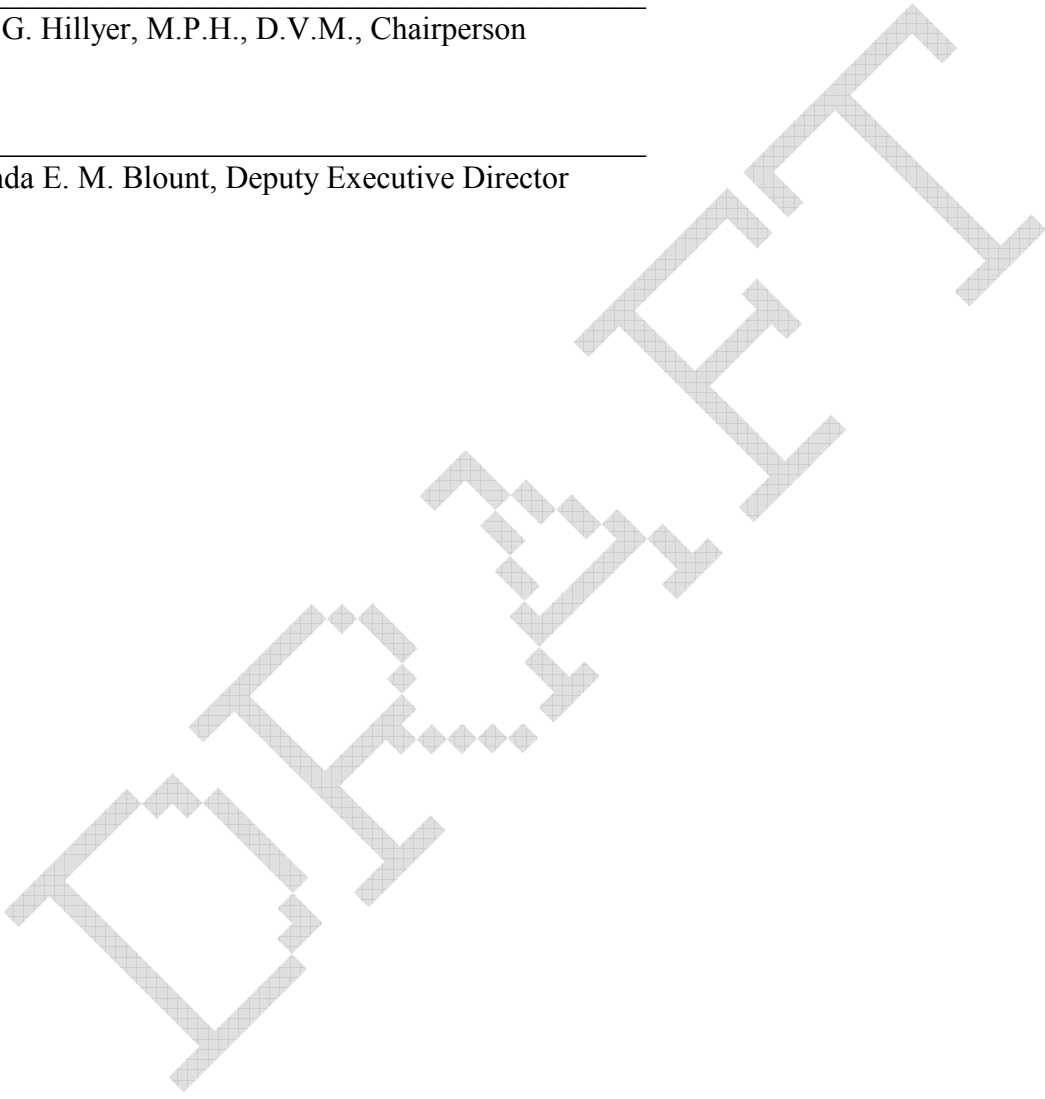 G. Hillyer, M.P.H., D.V.M., Chairperson
nda E. M. Blount, Deputy Executive Director
DRAFT